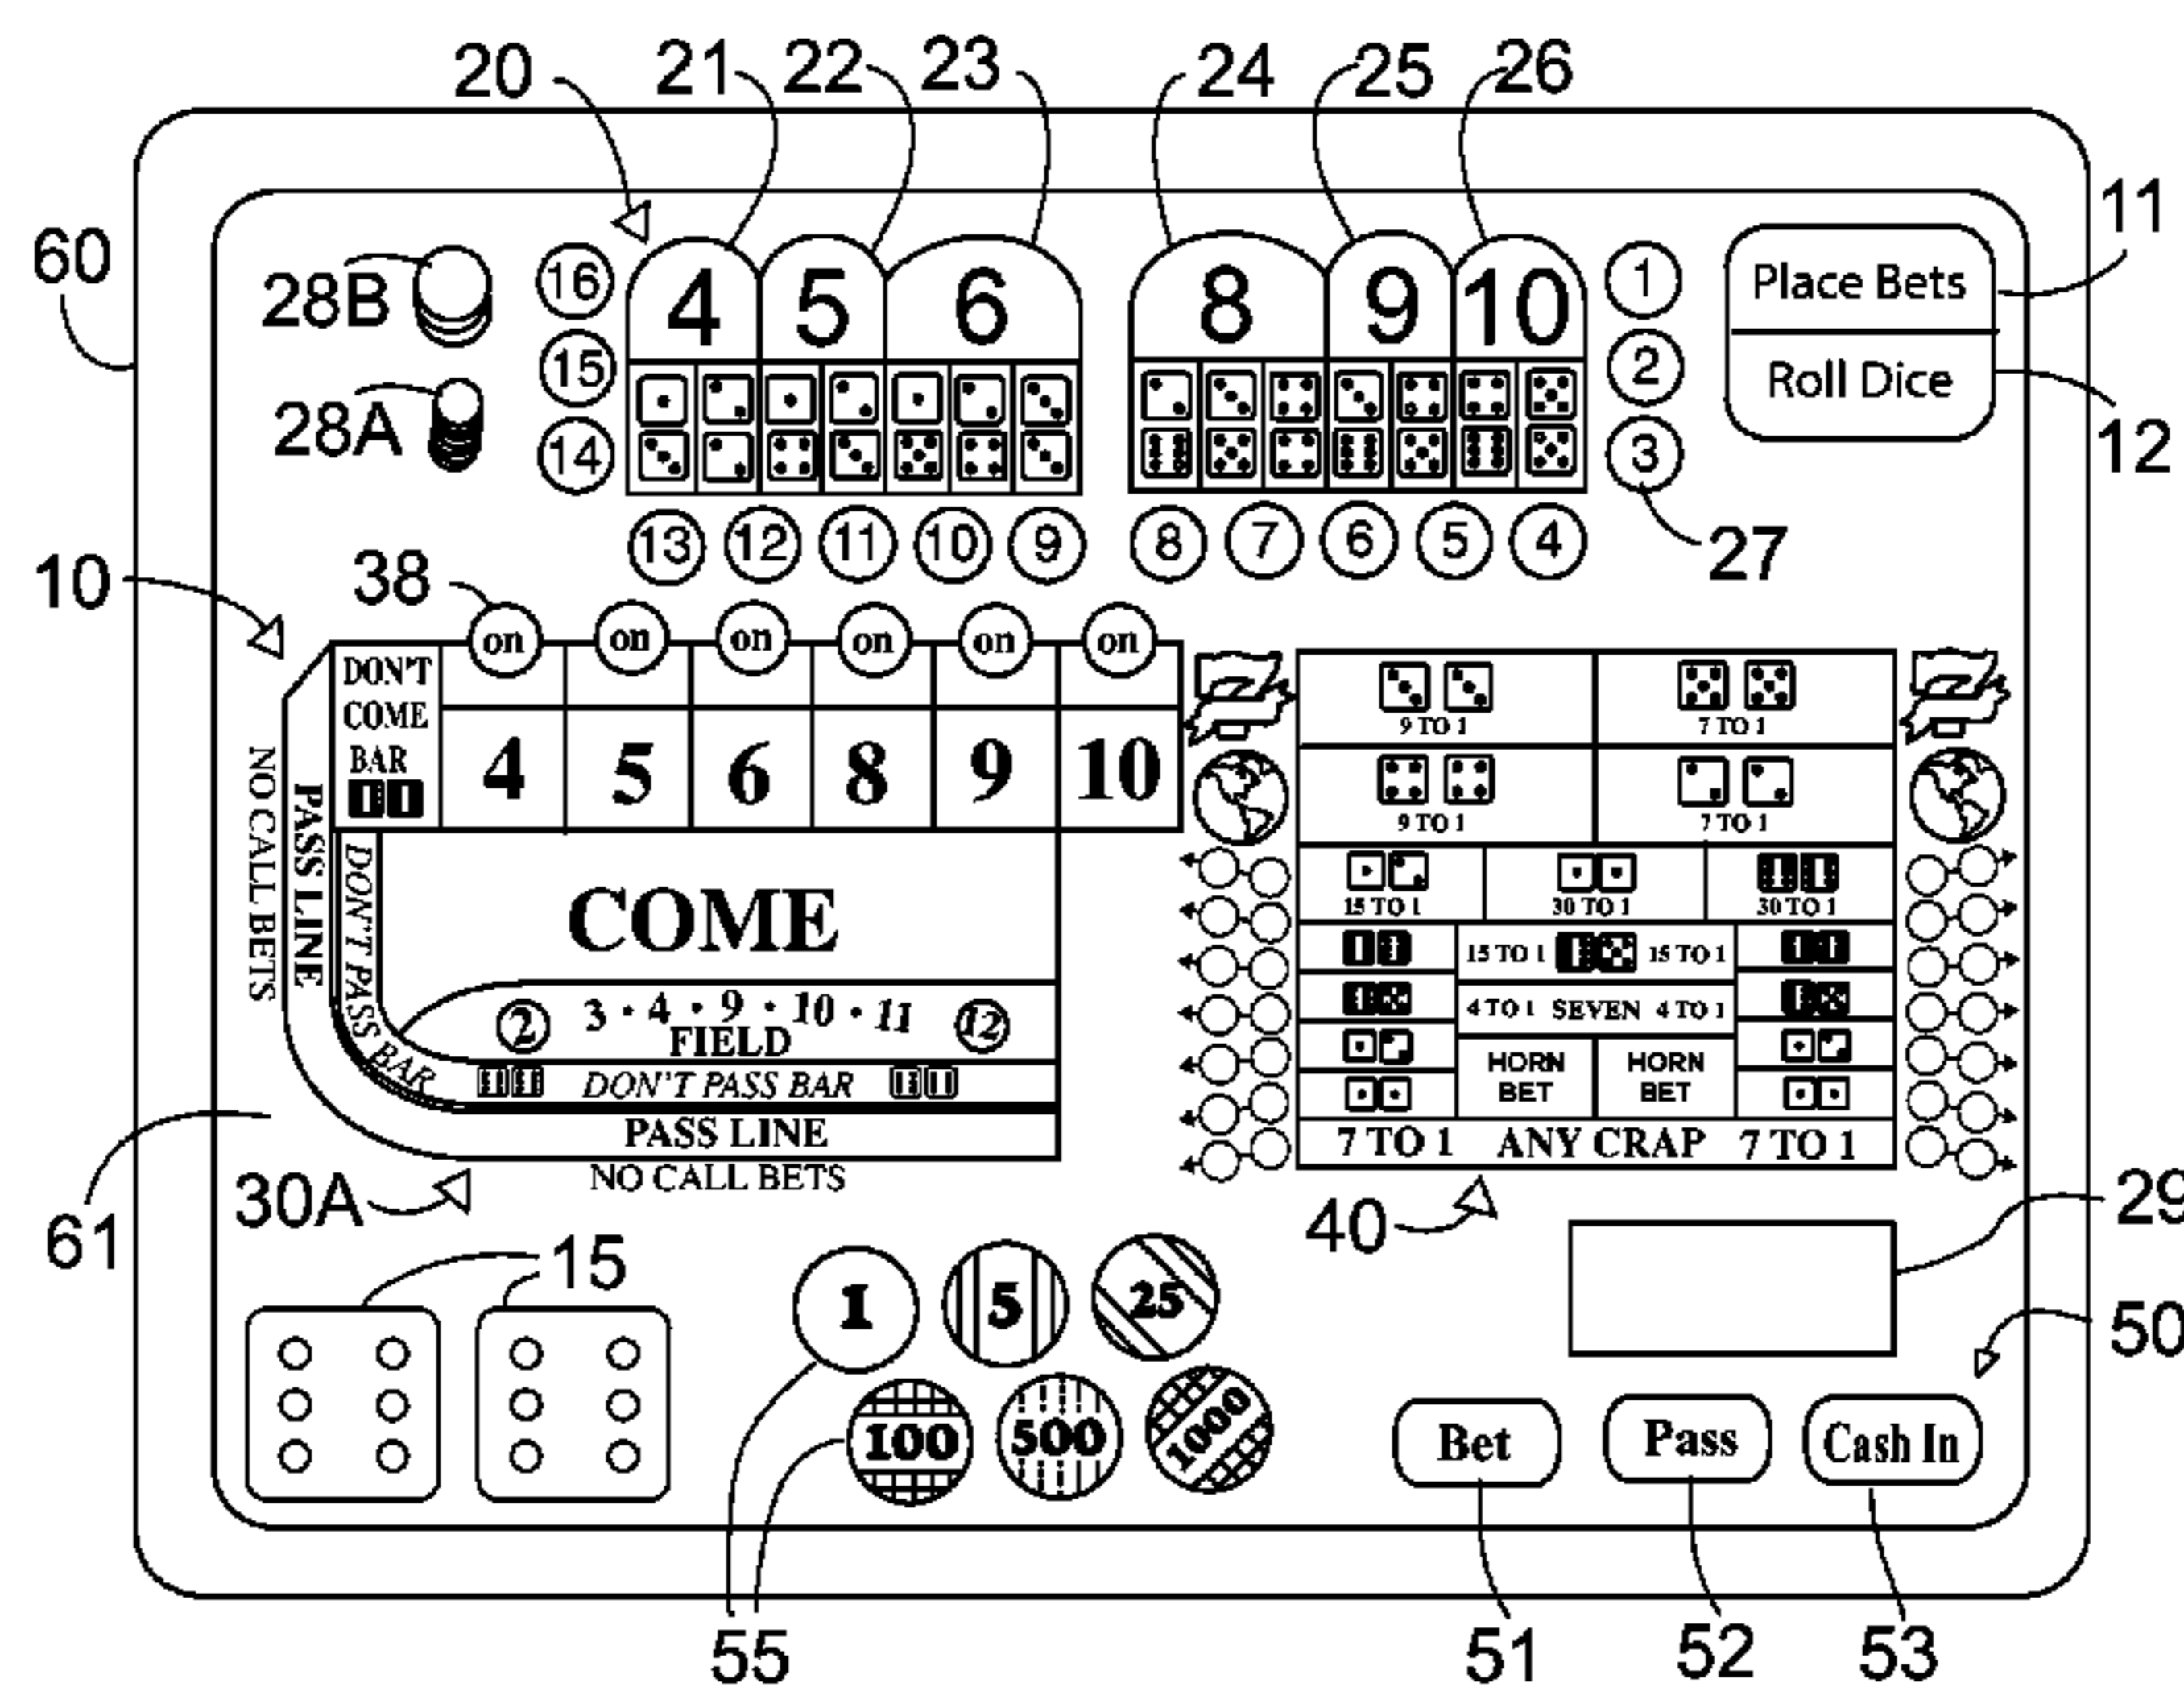 20 21 22 23 24 25 26
60
28B
28A
16
15
14
4 5 6
8 9 10
1
2
3
Place Bets
Roll Dice
11
12
13 12 11 10 9
8 7 6 5 4
27
10
38
on on on on on on
DON'T
COME
BAR
4 5 6 8 9 10
NO CALL BETS
PASS LINE
DON'T PASS BAR
COME
2 3 · 4 · 9 · 10 · 11 12
FIELD
DON'T PASS BAR
PASS LINE
NO CALL BETS
9 TO 1 7 TO 1
9 TO 1 7 TO 1
15 TO 1 30 TO 1 30 TO 1
15 TO 1 15 TO 1
4 TO 1 SEVEN 4 TO 1
HORN
BET
HORN
BET
7 TO 1 ANY CRAP 7 TO 1
30A
61
40
29
50
15
1 5 25
100 500 1000
Bet Pass Cash In
55
51
52
53